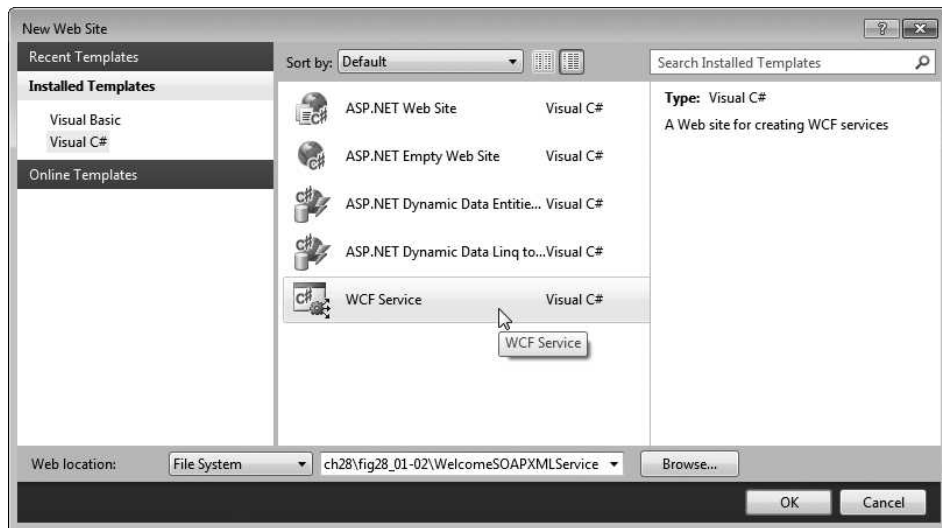 New Web Site
Recent Templates
Installed Templates
Visual Basic
Visual C#
Online Templates
Sort by: Default
ASP.NET Web Site Visual C#
ASP.NET Empty Web Site Visual C#
ASP.NET Dynamic Data Entitie... Visual C#
ASP.NET Dynamic Data Linq to...Visual C#
WCF Service Visual C#
WCF Service
Search Installed Templates
Type: Visual C#
A Web site for creating WCF services
Web location: File System ch28\fig28_01-02\WelcomeSOAPXMLService Browse...
OK Cancel